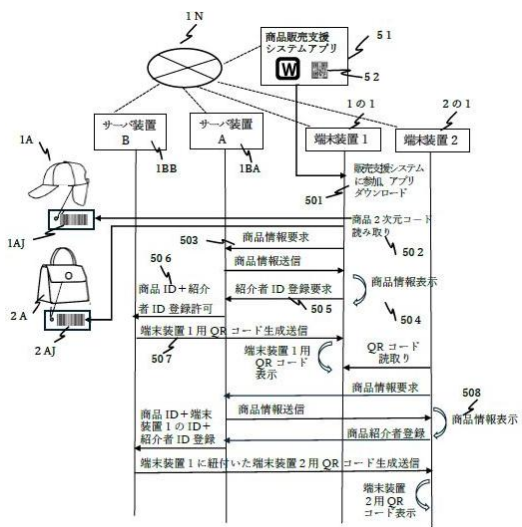 1N
商品販売支援
システムアプリ
W
51
52
サーバ装置
B
1BB
サーバ装置
A
1BA
1の1
端末装置1
2の1
端末装置2
1A
1AJ
2A
2AJ
販売支援システム
に参加、アプリ
ダウンロード
501
商品2次元コード
読み取り
502
503
商品情報要求
商品情報送信
商品情報表示
504
506
商品ID+紹介
者ID登録許可
紹介者ID登録要求
505
端末装置1用QRコード生成送信
507
端末装置1用
QRコード
表示
QRコード
読取り
商品情報要求
508
商品ID+端末
装置1のID+
紹介者ID登録
商品情報送信
商品情報表示
商品紹介者登録
端末装置1に紐付いた端末装置2用QRコード生成送信
端末装置
2用QR
コード表示